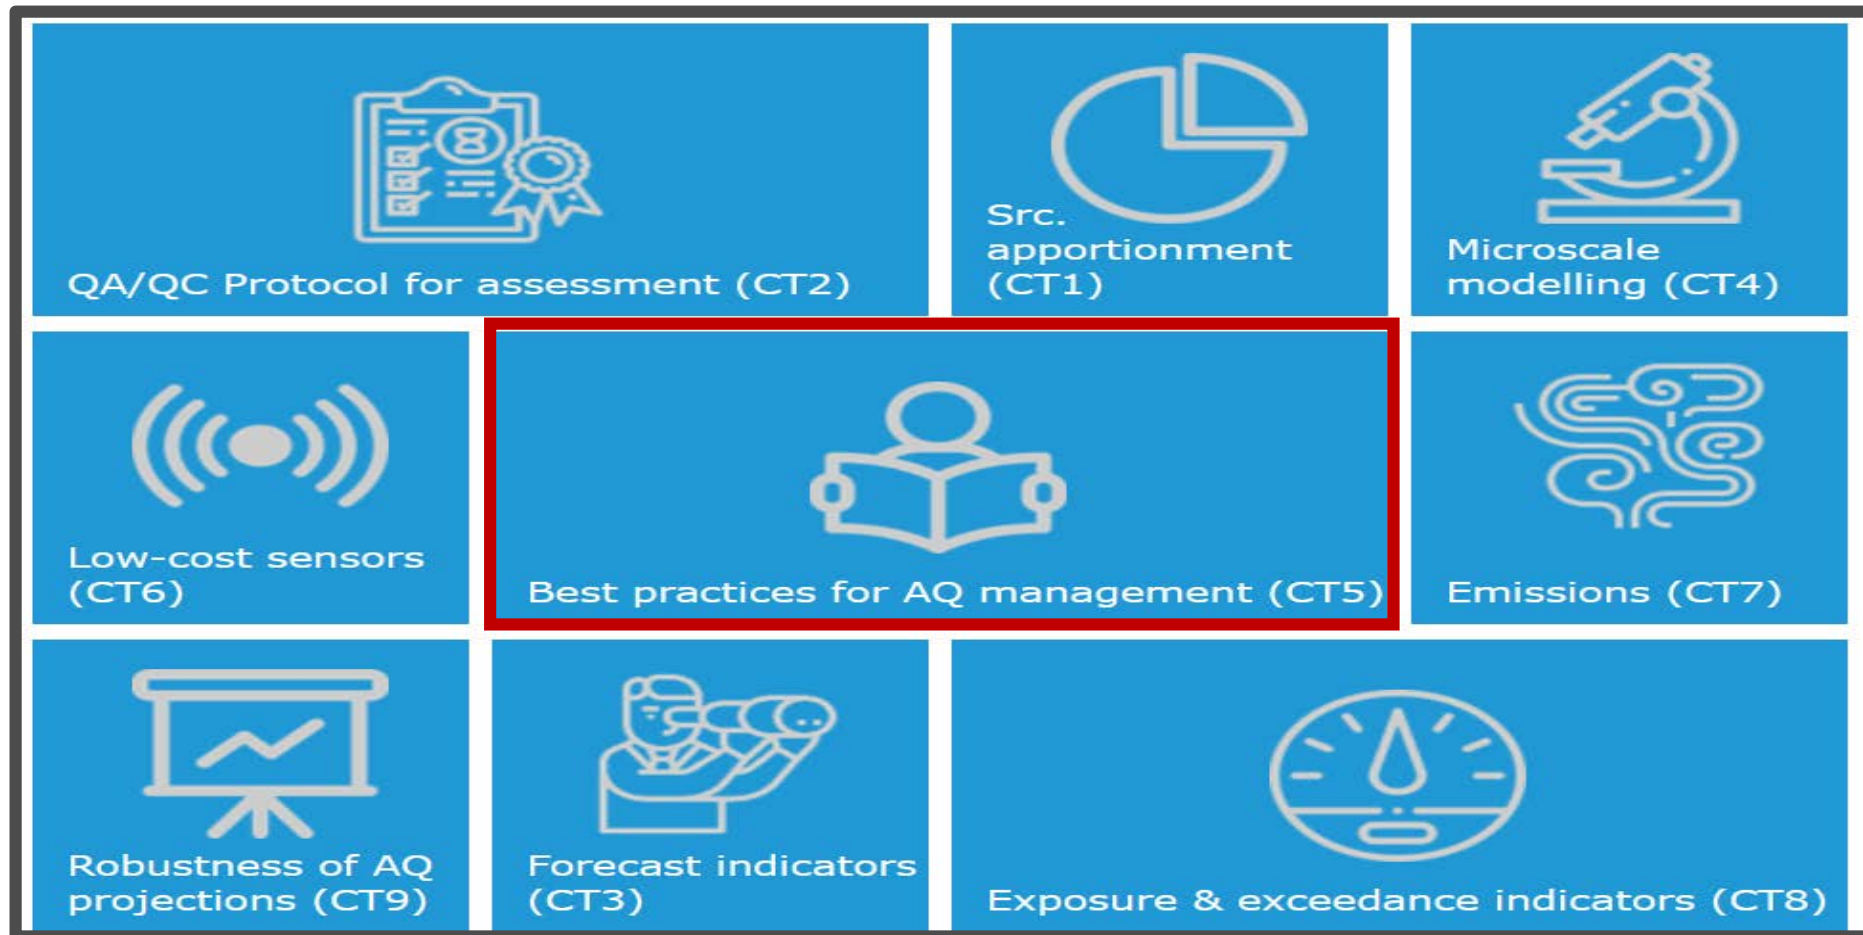 QA/QC Protocol for assessment (CT2)
Src.
apportionment
(CT1)
Microscale
modelling (CT4)
Low-cost sensors
(CT6)
Best practices for AQ management (CT5)
Emissions (CT7)
Robustness of AQ
projections (CT9)
Forecast indicators
(CT3)
Exposure & exceedance indicators (CT8)